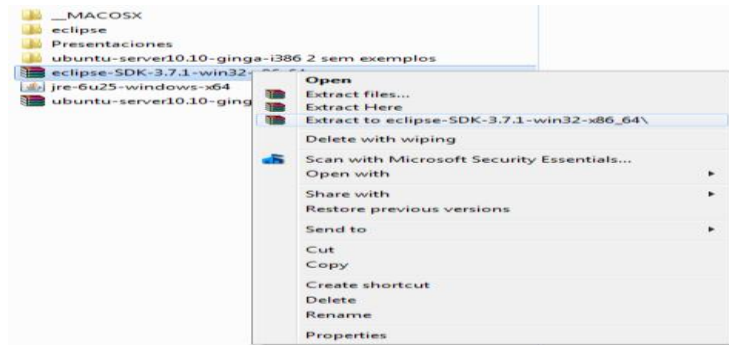 __MACOSX
eclipse
Presentaciones
ubuntu-server10.10-ginga-i386 2 sem exemplos
eclipse-SDK-3.7.1-win32-x86_64
jre-6u25-windows-x64
ubuntu-server10.10-ging
Open
Extract files...
Extract Here
Extract to eclipse-SDK-3.7.1-win32-x86_64\
Delete with wiping
Scan with Microsoft Security Essentials...
Open with
Share with
Restore previous versions
Send to
Cut
Copy
Create shortcut
Delete
Rename
Properties